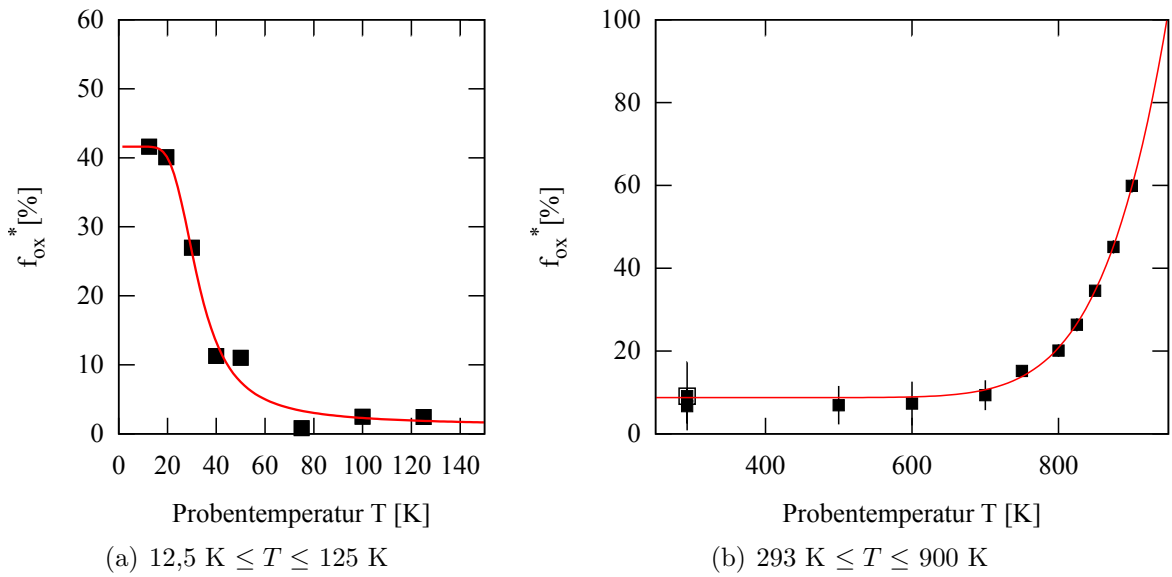 60
50
40
30
20
10
0
0 20 40 60 80 100 120 140
f_ox^* [%]
Probentemperatur T [K]
(a) 12,5 K ≤ T ≤ 125 K
100
80
60
40
20
0
400 600 800
f_ox^* [%]
Probentemperatur T [K]
(b) 293 K ≤ T ≤ 900 K